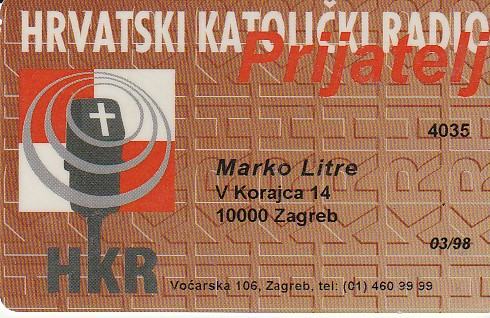 HRVATSKI KATOLIČKI RADIO
Prijatelj
4035
Marko Litre
V Korajca 14
10000 Zagreb
03/98
HKR
Voćarska 106, Zagreb, tel: (01) 460 99 99